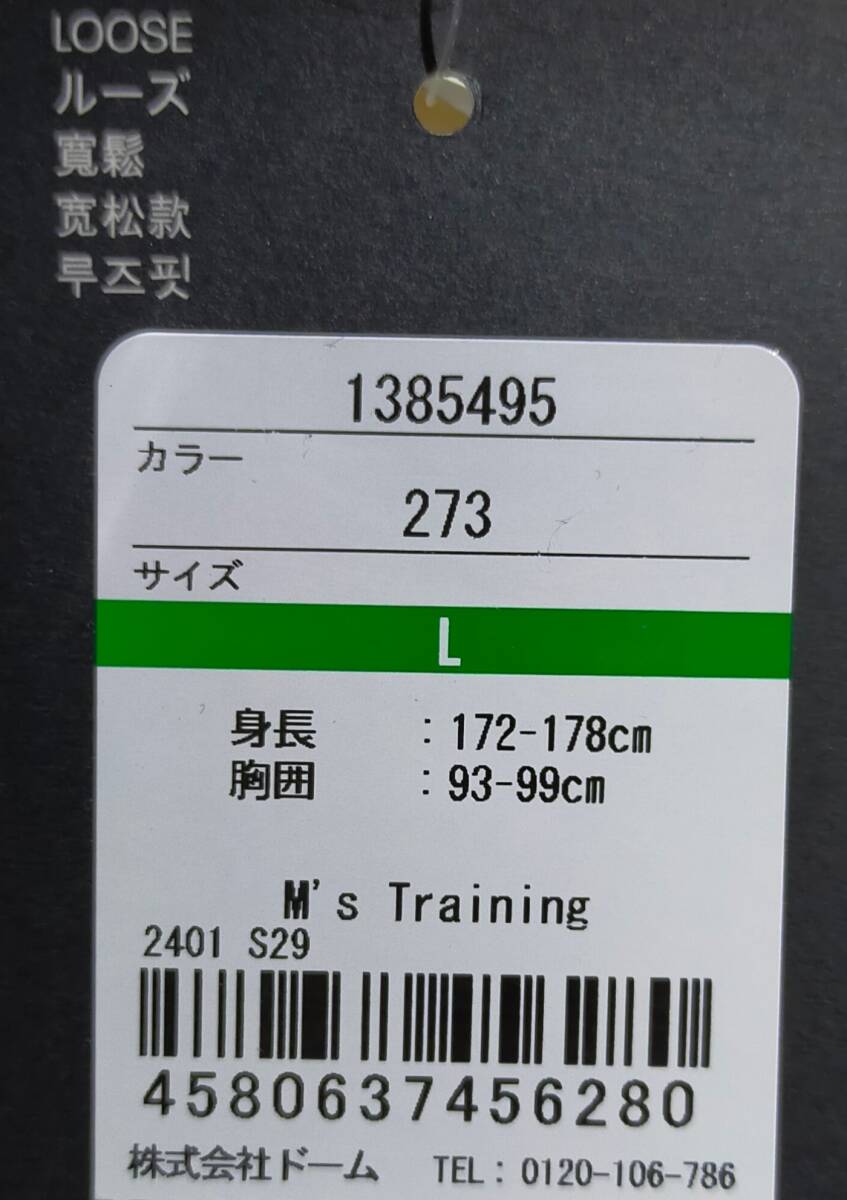 LOOSE
ルーズ
寬鬆
宽松款
루즈핏
1385495
カラー
273
サイズ
L
身長 : 172-178cm
胸囲 : 93-99cm
M's Training
2401 S29
4580637456280
株式会社ドーム TEL: 0120-106-786